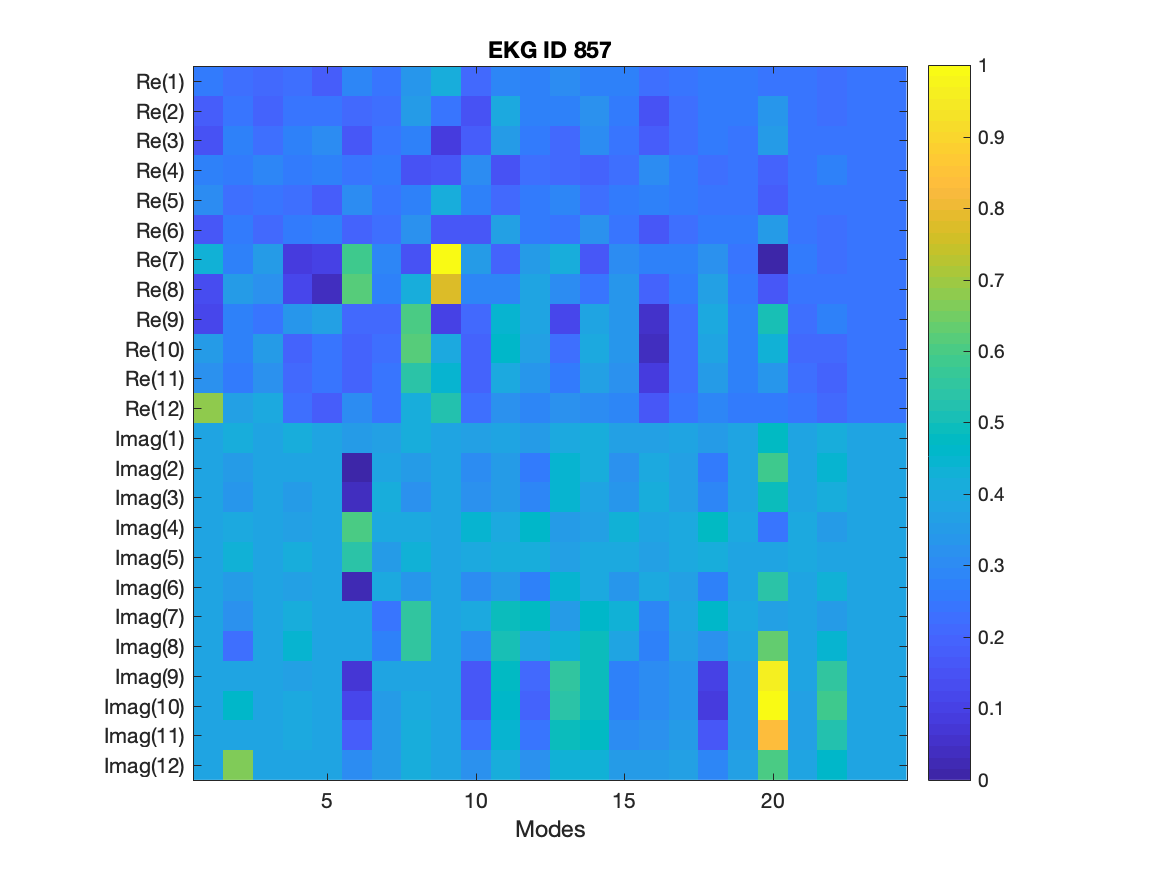 EKG ID 857
Re(1)
Re(2)
Re(3)
Re(4)
Re(5)
Re(6)
Re(7)
Re(8)
Re(9)
Re(10)
Re(11)
Re(12)
Imag(1)
Imag(2)
Imag(3)
Imag(4)
Imag(5)
Imag(6)
Imag(7)
Imag(8)
Imag(9)
Imag(10)
Imag(11)
Imag(12)
5 10 15 20
Modes
1
0.9
0.8
0.7
0.6
0.5
0.4
0.3
0.2
0.1
0